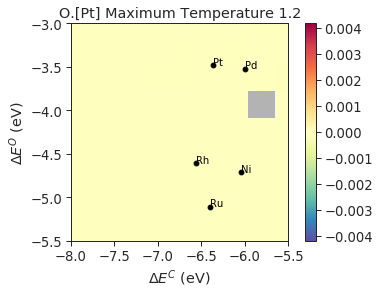 O.[Pt] Maximum Temperature 1.2
−3.0
−3.5
−4.0
−4.5
−5.0
−5.5
ΔE^O (eV)
Pt
Pd
Rh
Ni
Ru
−8.0 −7.5 −7.0 −6.5 −6.0 −5.5
ΔE^C (eV)
0.004
0.003
0.002
0.001
0.000
−0.001
−0.002
−0.003
−0.004